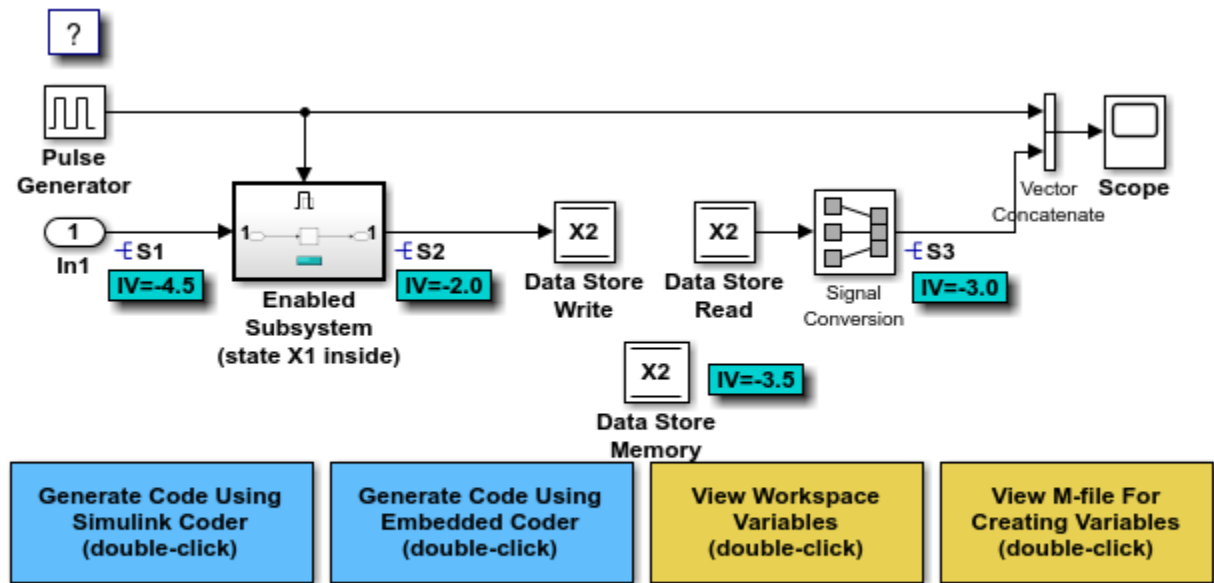 ?
Pulse
Generator
1
In1
S1
IV=-4.5
1
1
Enabled
Subsystem
(state X1 inside)
S2
IV=-2.0
X2
Data Store
Write
X2
Data Store
Read
Signal
Conversion
S3
IV=-3.0
Vector
Concatenate
Scope
X2
Data Store
Memory
IV=-3.5
Generate Code Using
Simulink Coder
(double-click)
Generate Code Using
Embedded Coder
(double-click)
View Workspace
Variables
(double-click)
View M-file For
Creating Variables
(double-click)